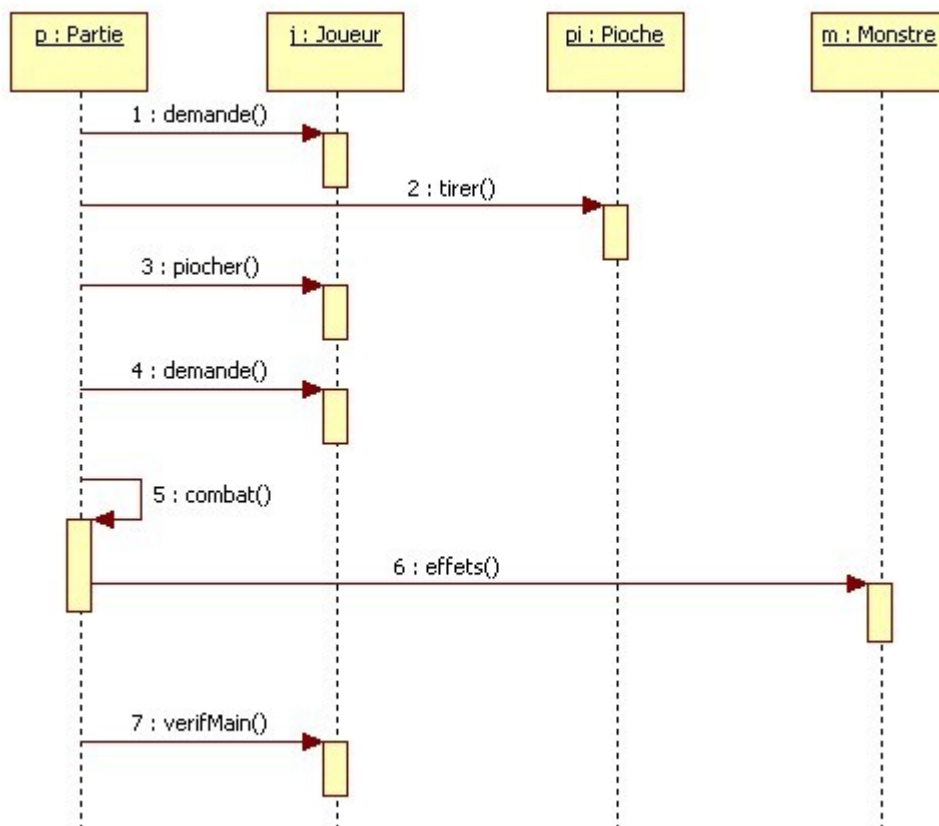 p : Partie
j : Joueur
pi : Pioche
m : Monstre
1 : demande()
2 : tirer()
3 : piocher()
4 : demande()
5 : combat()
6 : effets()
7 : verifMain()